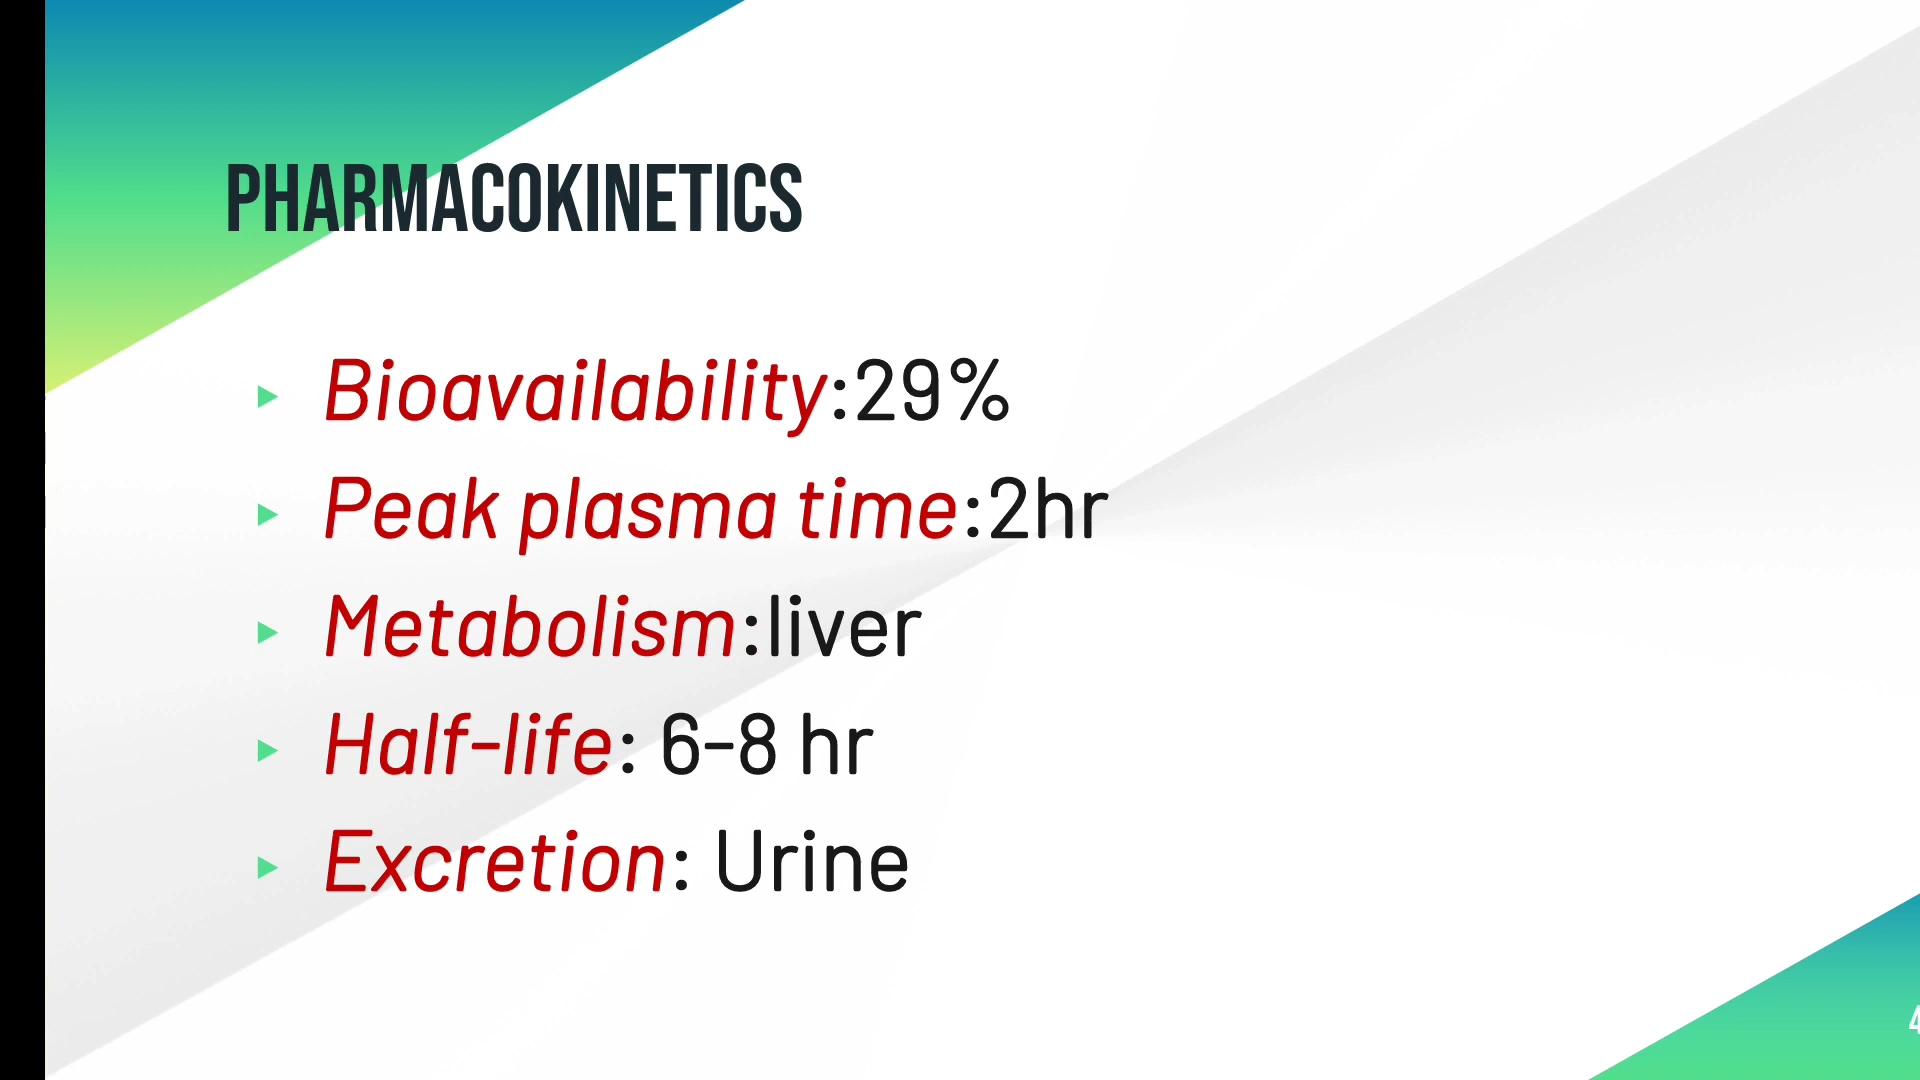 PHARMACOKINETICS
Bioavailability:29%
Peak plasma time:2hr
Metabolism:liver
Half-life: 6-8 hr
Excretion: Urine